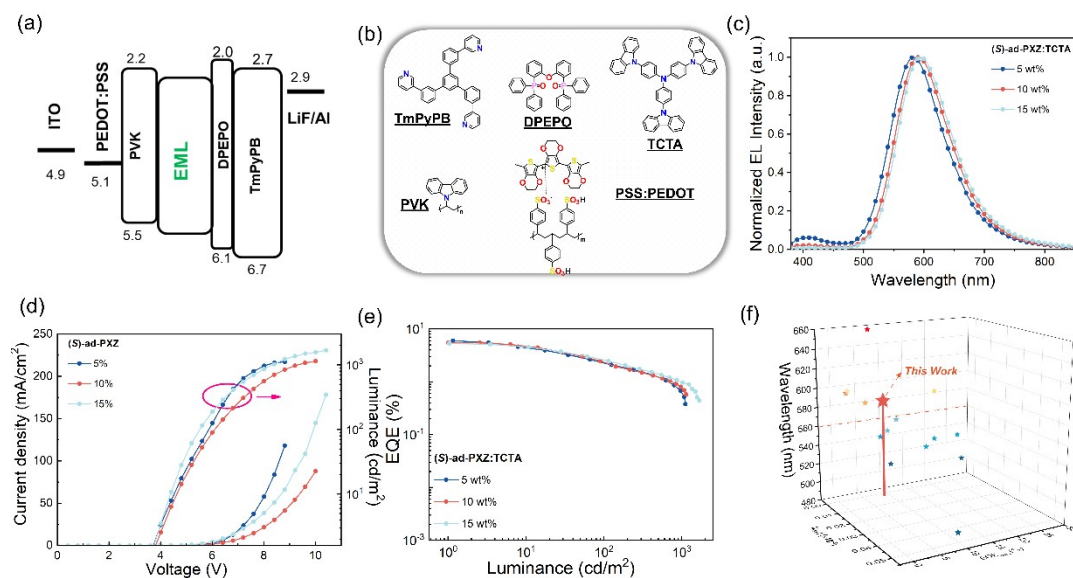 (a)
ITO
4.9
PEDOT:PSS
5.1
2.2
PVK
5.5
EML
2.0
DPEPO
6.1
2.7
TmPyPB
6.7
2.9
LiF/Al
(b)
TmPyPB
DPEPO
TCTA
PVK
PSS:PEDOT
(c)
Normalized EL Intensity (a.u.)
1.0
0.8
0.6
0.4
0.2
0.0
400 500 600 700 800
Wavelength (nm)
(S)-ad-PXZ:TCTA
5 wt%
10 wt%
15 wt%
(d)
Current density (mA/cm²)
250
200
150
100
50
0
(S)-ad-PXZ
5%
10%
15%
0 2 4 6 8 10
Voltage (V)
10³
10²
10¹
Luminance (cd/m²)
(e)
EQE (%)
10¹
10⁰
10⁻¹
10⁻³
(S)-ad-PXZ:TCTA
5 wt%
10 wt%
15 wt%
10⁰ 10¹ 10² 10³
Luminance (cd/m²)
(f)
Wavelength (nm)
660
640
620
600
580
560
540
520
500
480
This Work